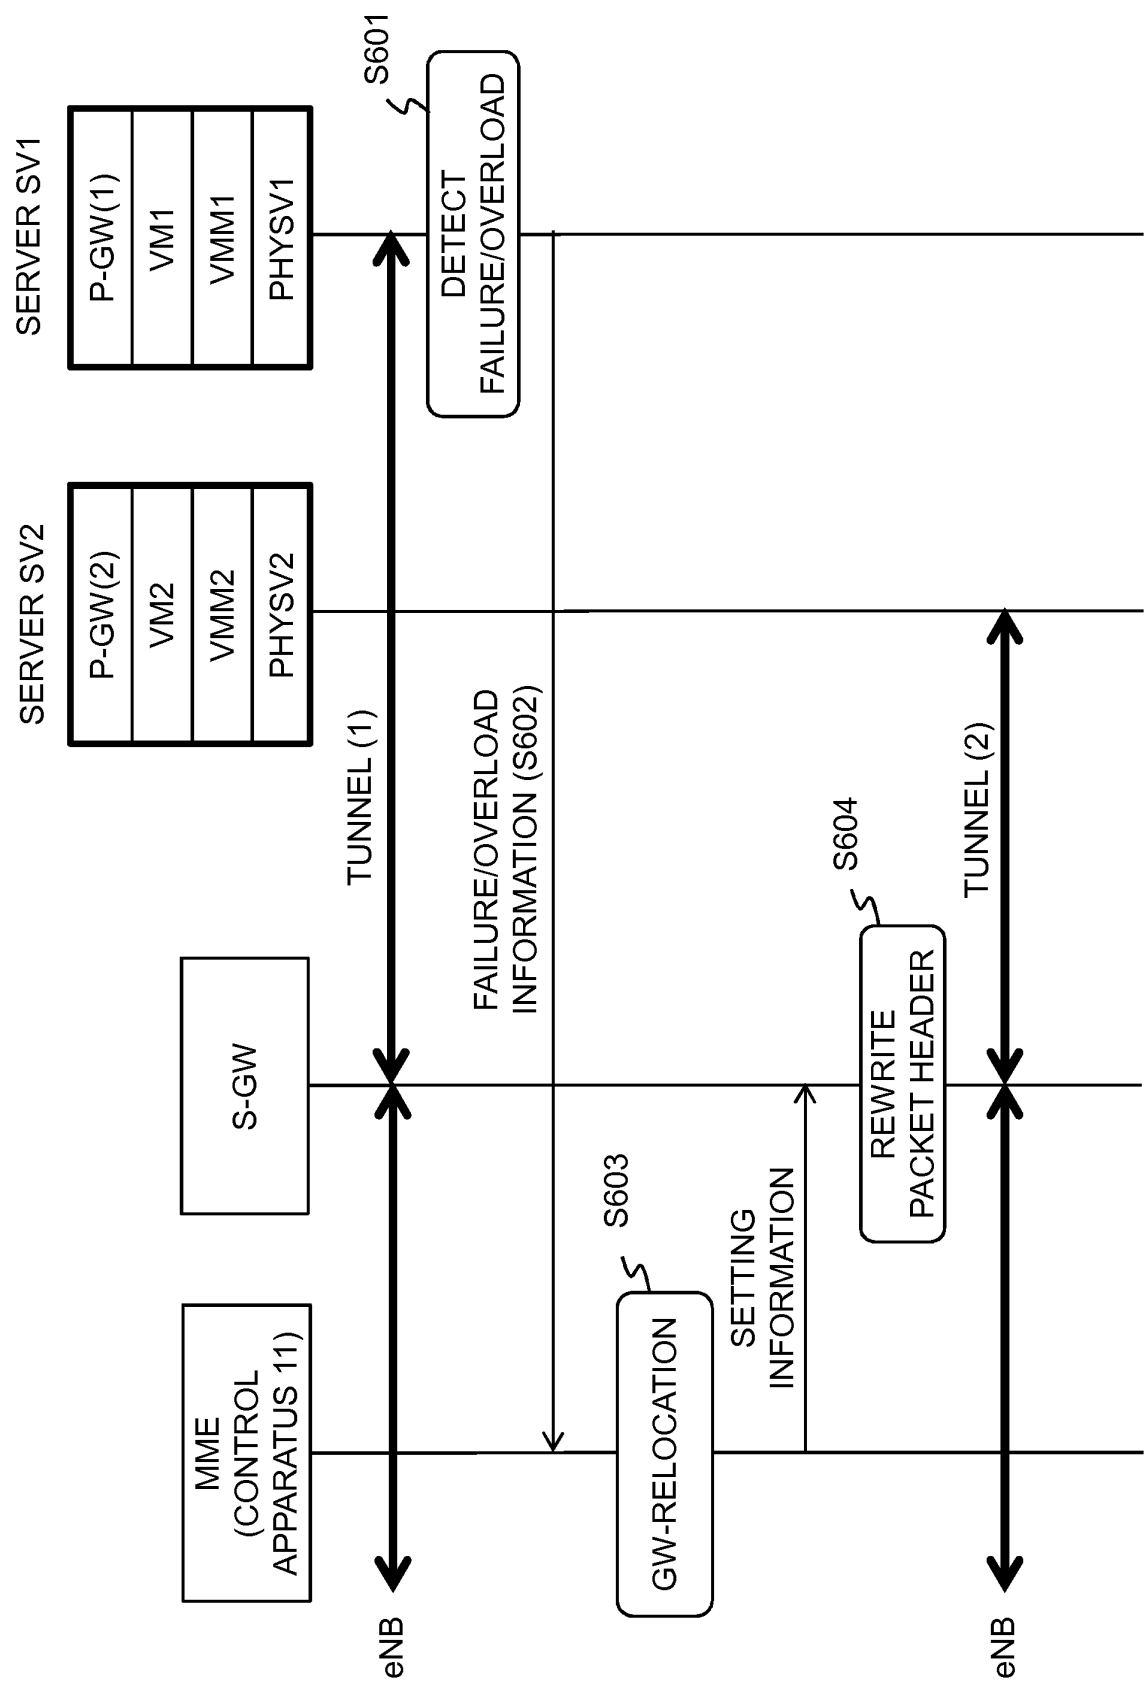 SERVER SV1
P-GW(1)
VM1
VMM1
PHYSV1
SERVER SV2
P-GW(2)
VM2
VMM2
PHYSV2
S-GW
MME
(CONTROL
APPARATUS 11)
eNB
TUNNEL (1)
S601
DETECT
FAILURE/OVERLOAD
FAILURE/OVERLOAD
INFORMATION (S602)
S603
GW-RELOCATION
SETTING
INFORMATION
S604
REWRITE
PACKET HEADER
TUNNEL (2)
eNB